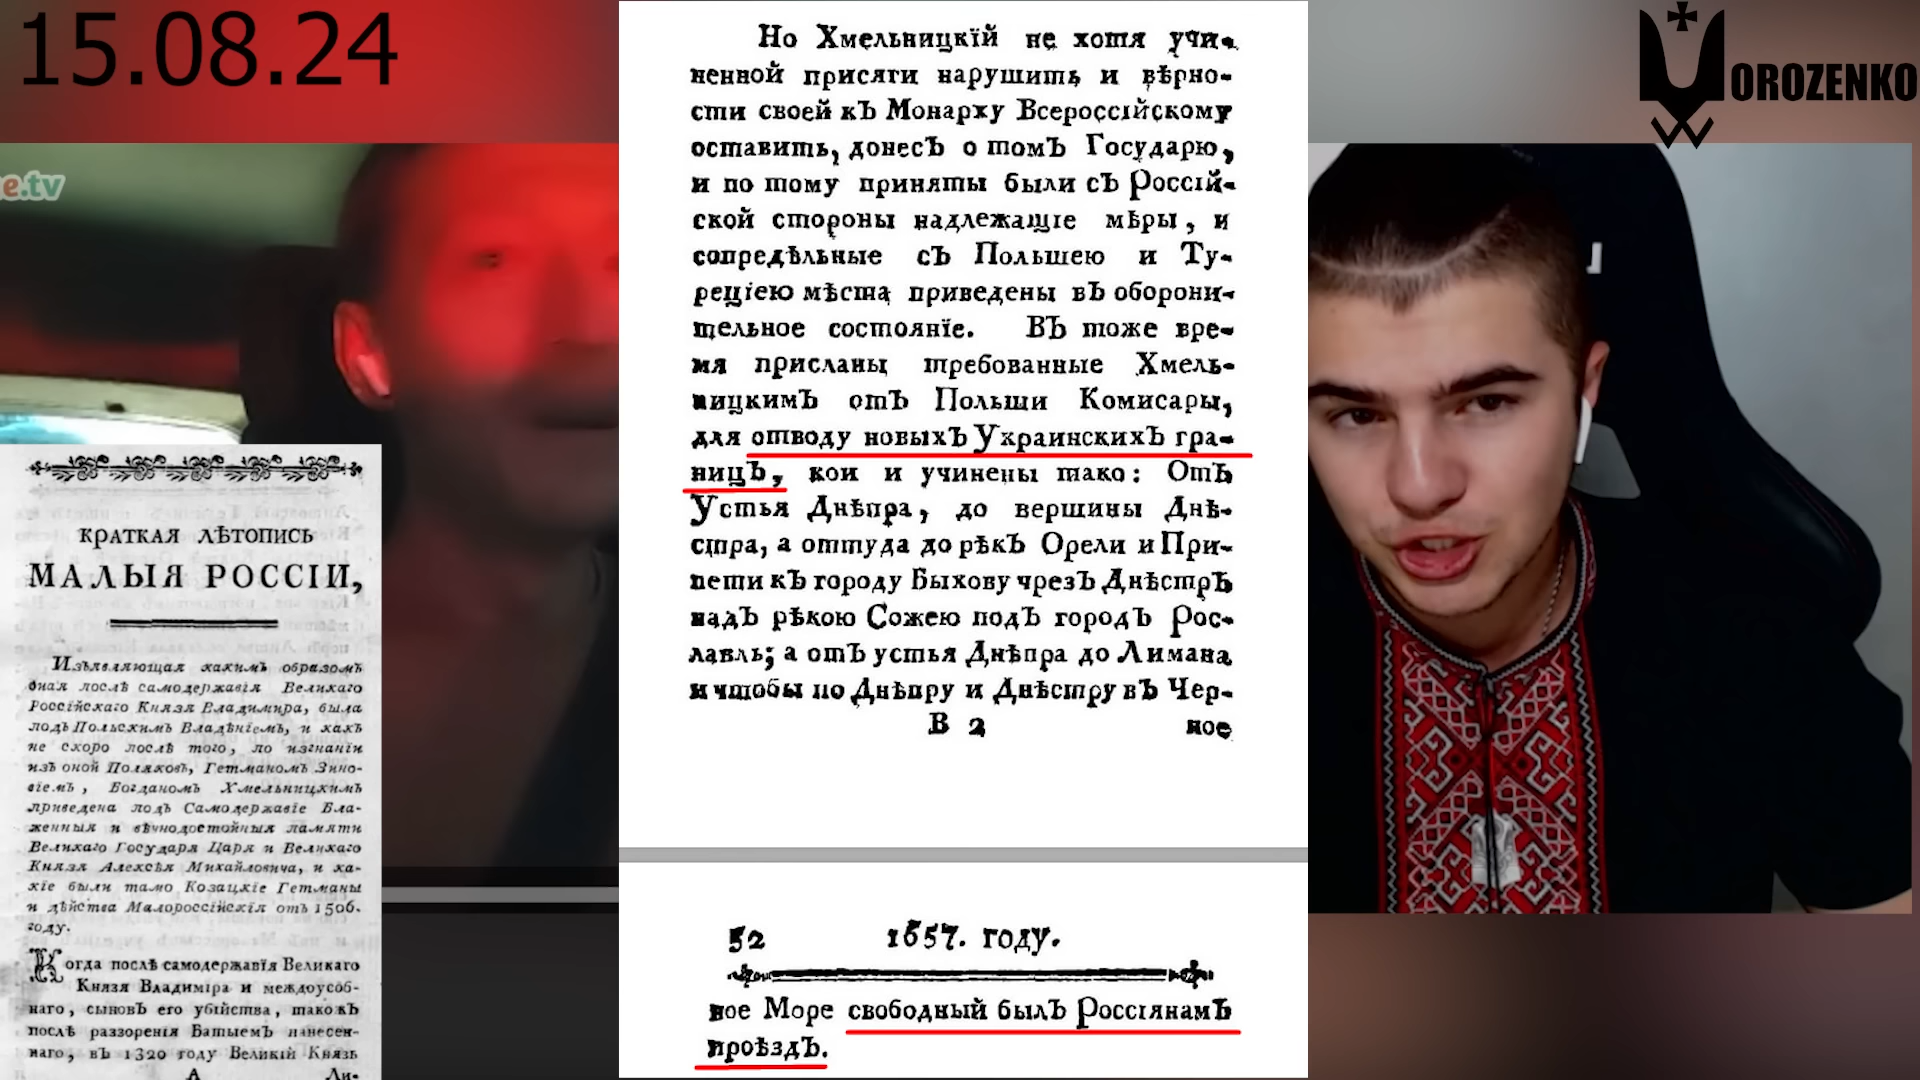 15.08.24
e.tv
OROZENKO
КРАТКАЯ ЛѢТОПИСЬ
МАЛЫЯ РОССІИ,
Изъявляющая какимъ образомъ
оная послѣ самодержавія Великаго
Россійскаго Князя Владимира, была
подъ Польскимъ Владѣніемъ, и какъ
не скоро послѣ того, по изгнаніи
изъ оной Поляковъ, Гетманомъ Зино-
віемъ, Богданомъ Хмельницкимъ
приведена подъ Самодержавіе Бла-
женныя и вѣчнодостойныя памяти
Великаго Государя Царя и Великаго
Князя Алексѣя Михайловича, и ка-
кіе были тамо Козацкіе Гетманы
и дѣйства Малороссійскія отъ 1506.
году.
Когда послѣ самодержавїя Великаго
Князя Владиміра и междоусоб-
наго, сыновъ его убійства, такокъ
послѣ раззоренія Батыемъ нанесен-
наго, въ 1320 году Великій Князь
А Ли-
Но Хмельницкїй не хотя учи-
ненной присяги нарушить и вѣрно-
сти своей къ Монарху Всероссійскому
оставить, донесъ о томъ Государю,
и по тому приняты были съ Россій-
ской стороны надлежащіе мѣры, и
сопредѣльные съ Польшею и Ту-
рецією мѣста приведены въ оборони-
тельное состоянїе. Въ тоже вре-
мя присланы требованные Хмель-
ницкимъ отъ Польши Комисары,
для отводу новыхъ Украинскихъ гра-
ницъ, кои и учинены тако: Отъ
Устья Днѣпра, до вершины Днѣ-
стра, а оттуда до рѣкъ Орели и При-
пети къ городу Быхову чрезъ Днѣстръ
надъ рѣкою Сожею подъ городъ Рос-
лавль; а отъ устья Днѣпра до Лимана
и чтобы по Днѣпру и Днѣстру въ Чер-
В 2 ное
52 1657. году.
ное Море свободный былъ Россіянамъ
проѣздъ.